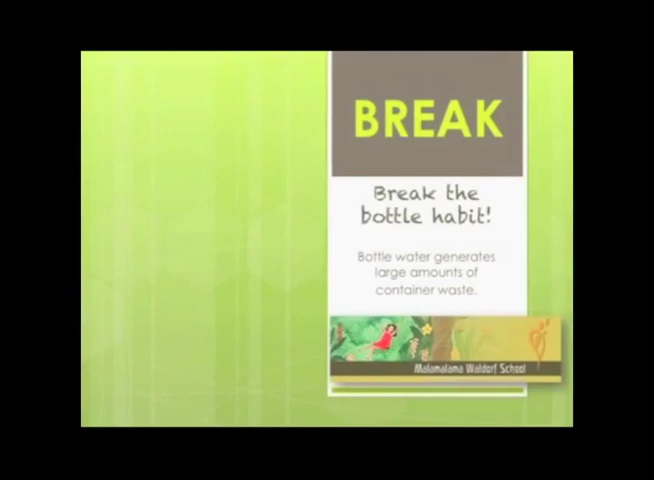 BREAK
Break the
bottle habit!
Bottle water generates
large amounts of
container waste.
Malamalama Waldorf School